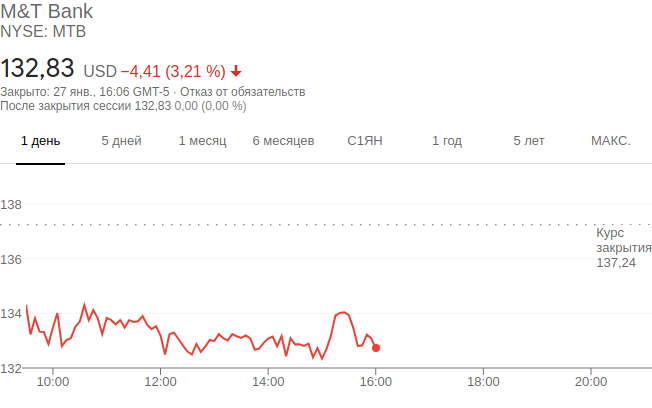 M&T Bank
NYSE: MTB
132,83 USD −4,41 (3,21 %)
Закрыто: 27 янв., 16:06 GMT-5 · Отказ от обязательств
После закрытия сессии 132,83 0,00 (0,00 %)
1 день 5 дней 1 месяц 6 месяцев С1ЯН 1 год 5 лет МАКС.
138
Курс
закрытия
137,24
136
134
132
10:00 12:00 14:00 16:00 18:00 20:00